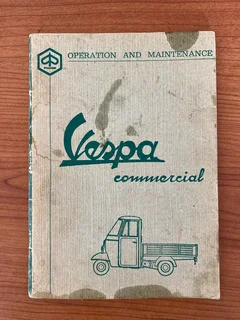 OPERATION AND MAINTENANCE
Vespa
commercial